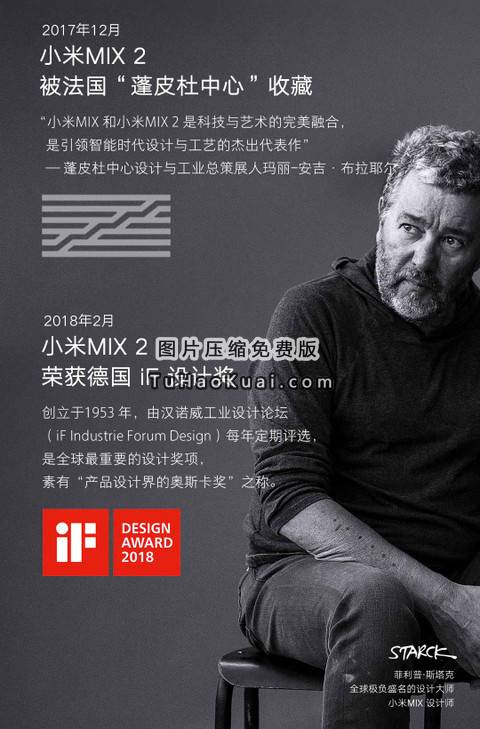 2017年12月
小米MIX 2
被法国“蓬皮杜中心”收藏
“小米MIX 和小米MIX 2 是科技与艺术的完美融合，
是引领智能时代设计与工艺的杰出代表作”
— 蓬皮杜中心设计与工业总策展人玛丽-安吉·布拉耶尔
2018年2月
小米MIX 2
图片压缩免费版
荣获德国 iF 设计奖
TuHaoKuai.com
创立于1953 年，由汉诺威工业设计论坛
（iF Industrie Forum Design）每年定期评选，
是全球最重要的设计奖项，
素有“产品设计界的奥斯卡奖”之称。
iF
DESIGN
AWARD
2018
STARCK
菲利普·斯塔克
全球极负盛名的设计大师
小米MIX 设计师